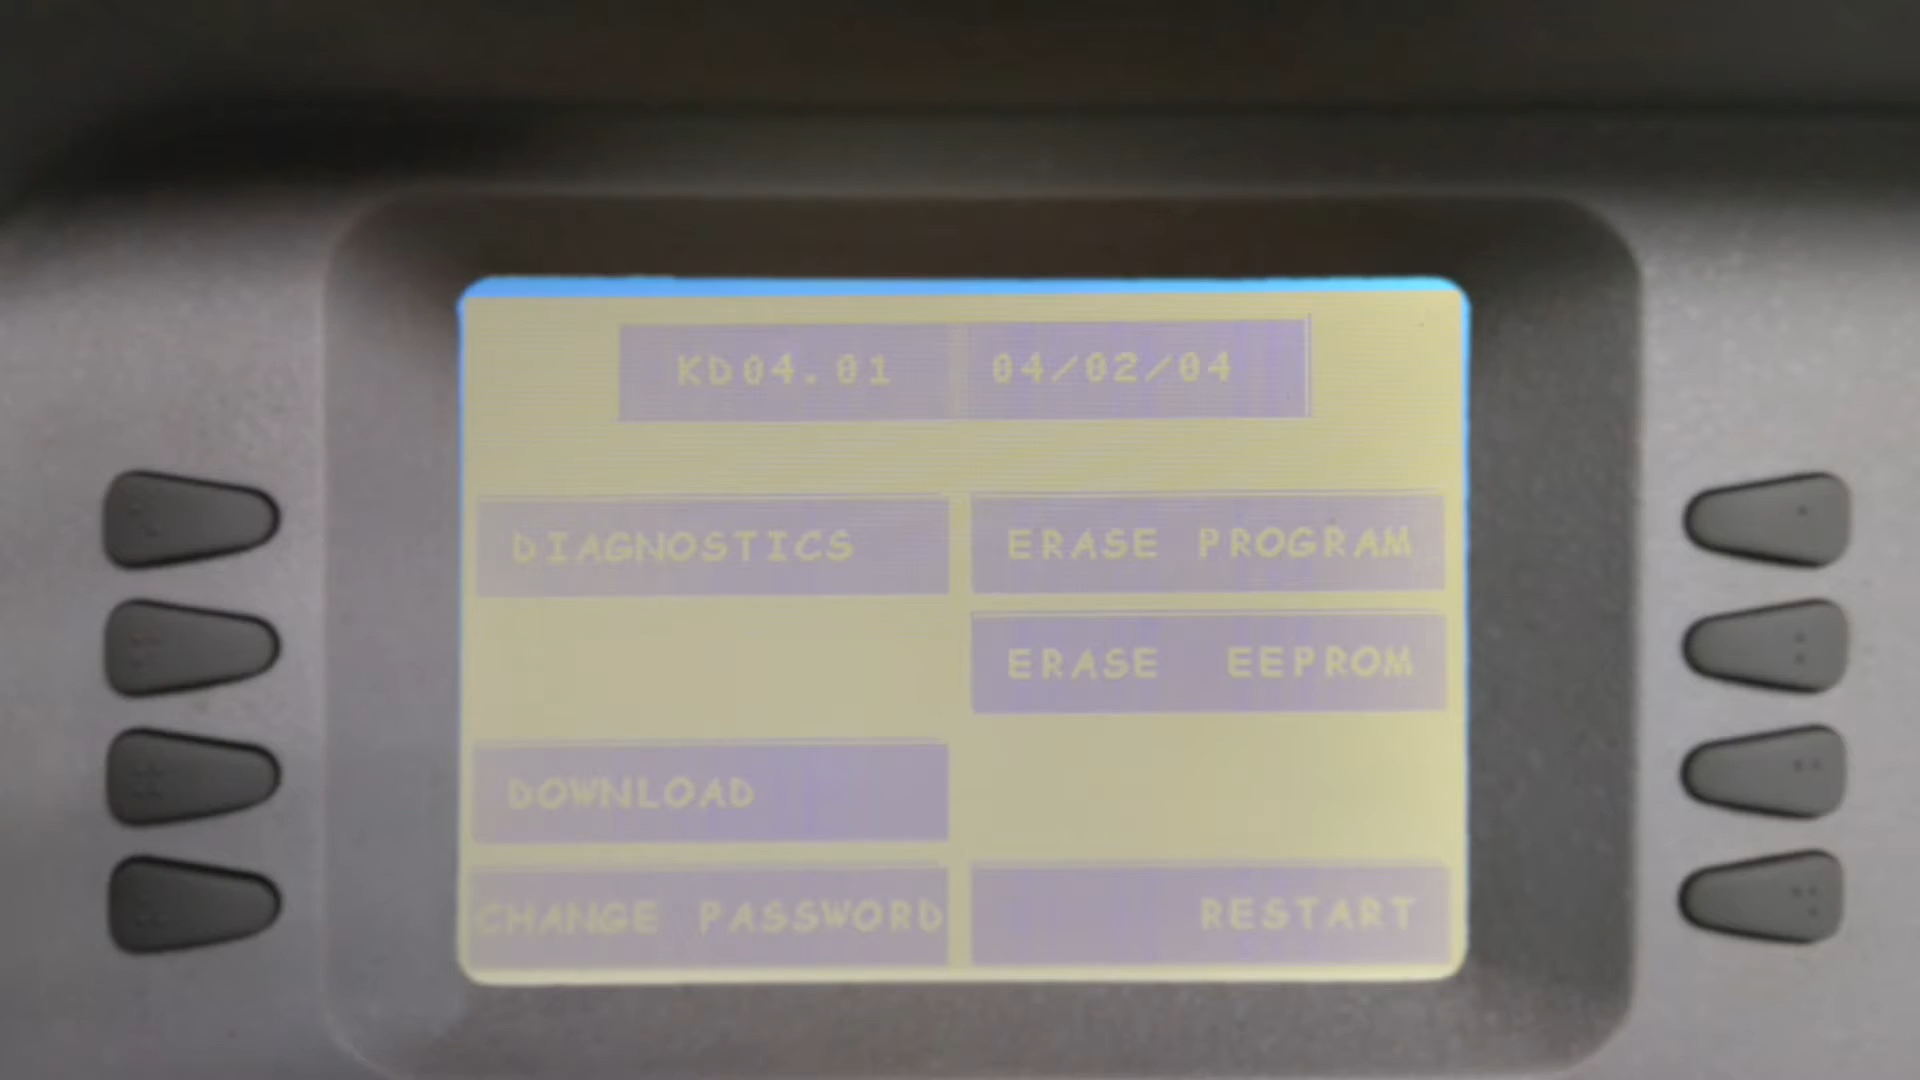 KD04.01 04/02/04
DIAGNOSTICS ERASE PROGRAM
ERASE EEPROM
DOWNLOAD
CHANGE PASSWORD RESTART